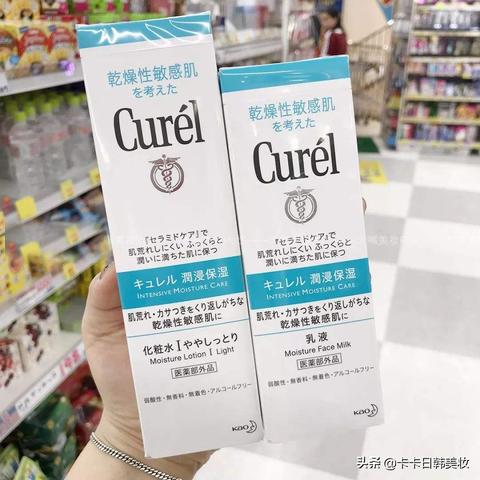 乾燥性敏感肌
を考えた
Curél
『セラミドケア』で
肌荒れしにくい ふっくらと
潤いに満ちた肌に保つ
キュレル 潤浸保湿
INTENSIVE MOISTURE CARE
肌荒れ・カサつきをくり返しがちな
乾燥性敏感肌に
化粧水 I ややしっとり
Moisture Lotion I Light
医薬部外品
弱酸性・無香料・無着色・アルコールフリー
Kao
乾燥性敏感肌
を考えた
Curél
『セラミドケア』で
肌荒れしにくい ふっくらと
潤いに満ちた肌に保つ
キュレル 潤浸保湿
INTENSIVE MOISTURE CARE
肌荒れ・カサつきをくり返しがちな
乾燥性敏感肌に
乳液
Moisture Face Milk
医薬部外品
弱酸性・無香料・無着色・アルコールフリー
Kao
头条 @卡卡日韩美妆